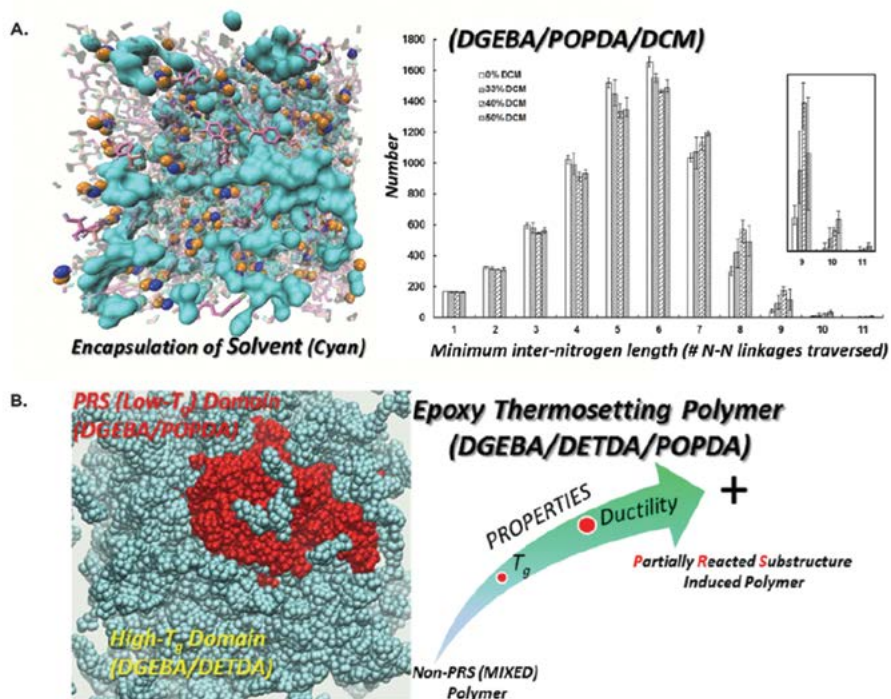 A.
Encapsulation of Solvent (Cyan)
(DGEBA/POPDA/DCM)
0% DCM
33% DCM
40% DCM
50% DCM
Number
1800
1600
1400
1200
1000
800
600
400
200
0
1 2 3 4 5 6 7 8 9 10 11
9 10 11
Minimum inter-nitrogen length (# N-N linkages traversed)
B.
PRS (Low-Tg) Domain
(DGEBA/POPDA)
High-Tg Domain
(DGEBA/DETDA)
Epoxy Thermosetting Polymer
(DGEBA/DETDA/POPDA)
PROPERTIES
Ductility
Tg
+
Partially Reacted Substructure
Induced Polymer
Non-PRS (MIXED)
Polymer